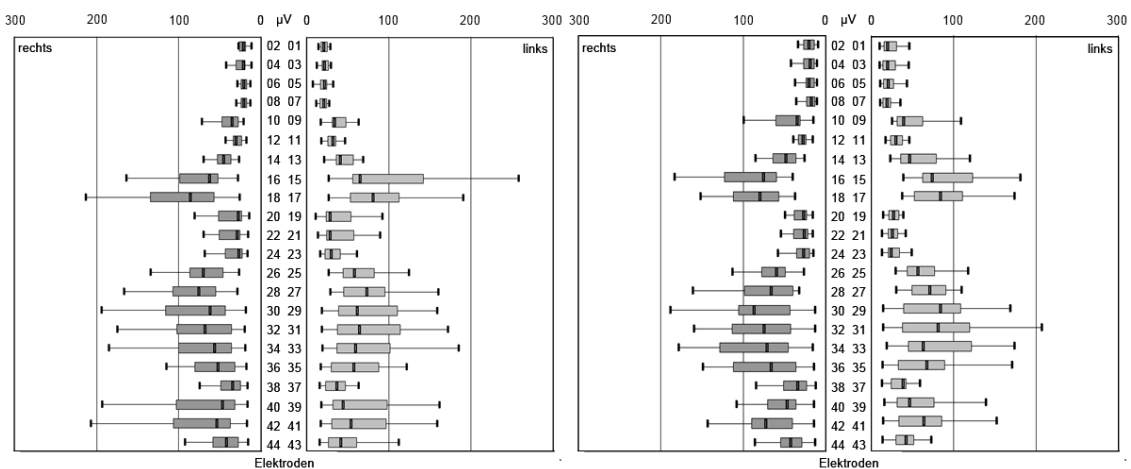 300 200 100 0 µV 0 100 200 300 300 200 100 0 µV 0 100 200 300
rechts links rechts links
02 01 02 01
04 03 04 03
06 05 06 05
08 07 08 07
10 09 10 09
12 11 12 11
14 13 14 13
16 15 16 15
18 17 18 17
20 19 20 19
22 21 22 21
24 23 24 23
26 25 26 25
28 27 28 27
30 29 30 29
32 31 32 31
34 33 34 33
36 35 36 35
38 37 38 37
40 39 40 39
42 41 42 41
44 43 44 43
Elektroden Elektroden